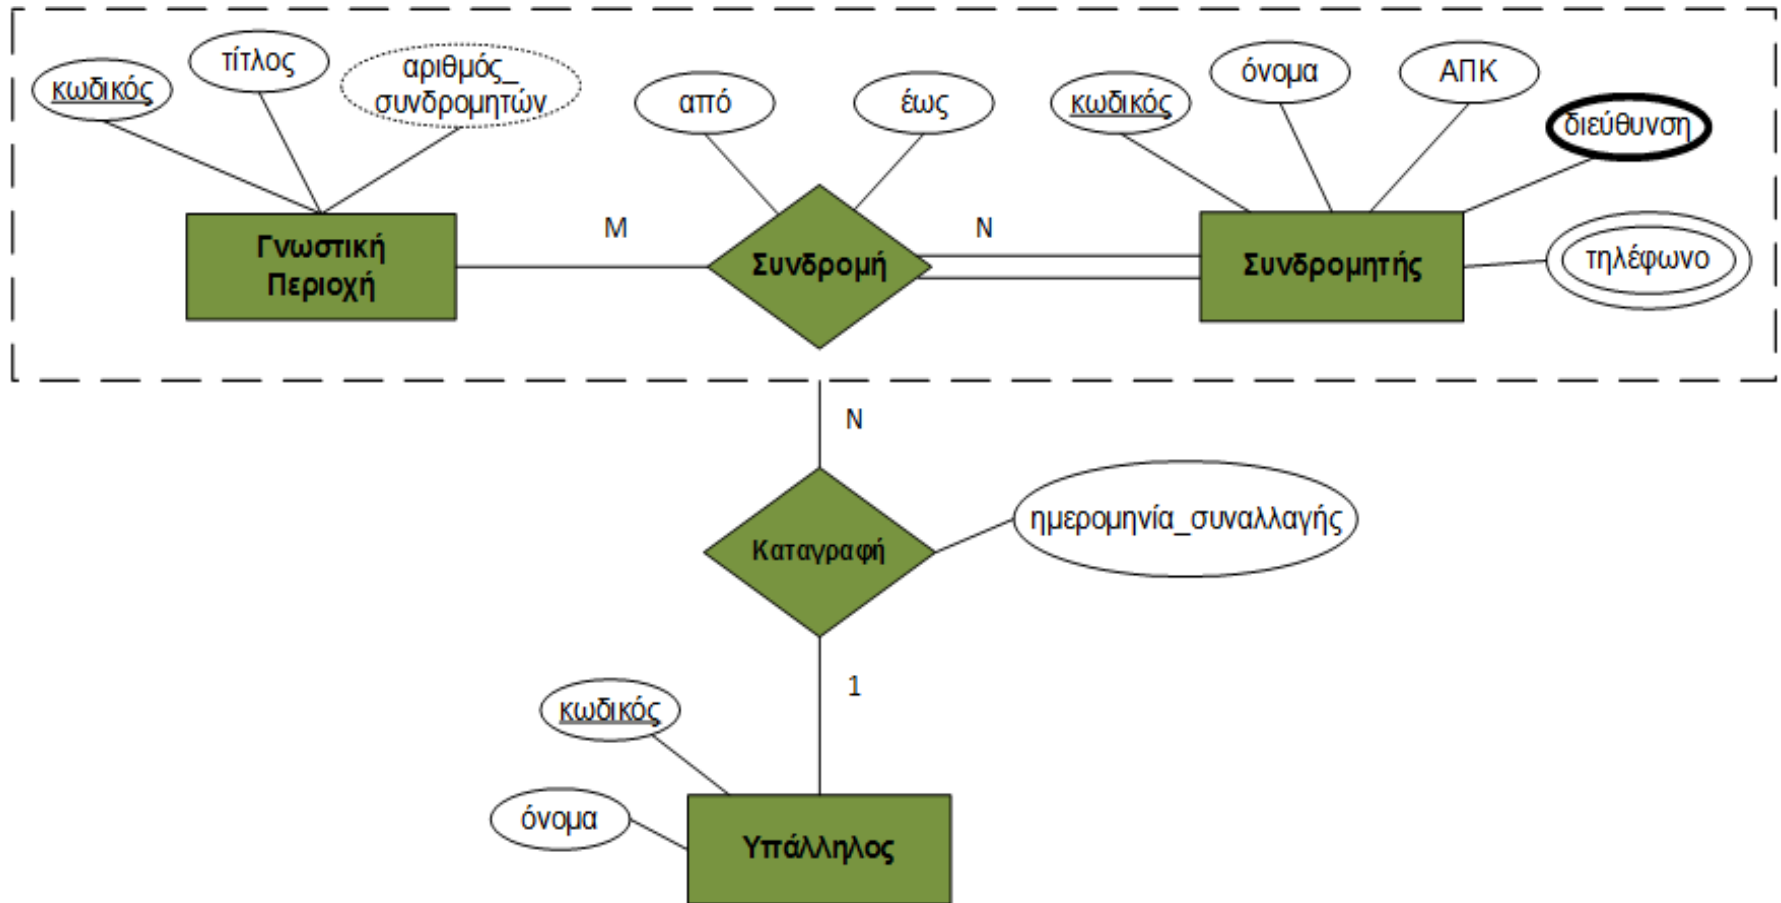 κωδικός
τίτλος
αριθμός_
συνδρομητών
από
έως
κωδικός
όνομα
ΑΠΚ
διεύθυνση
τηλέφωνο
Γνωστική
Περιοχή
M
Συνδρομή
N
Συνδρομητής
N
Καταγραφή
ημερομηνία_συναλλαγής
1
κωδικός
όνομα
Υπάλληλος